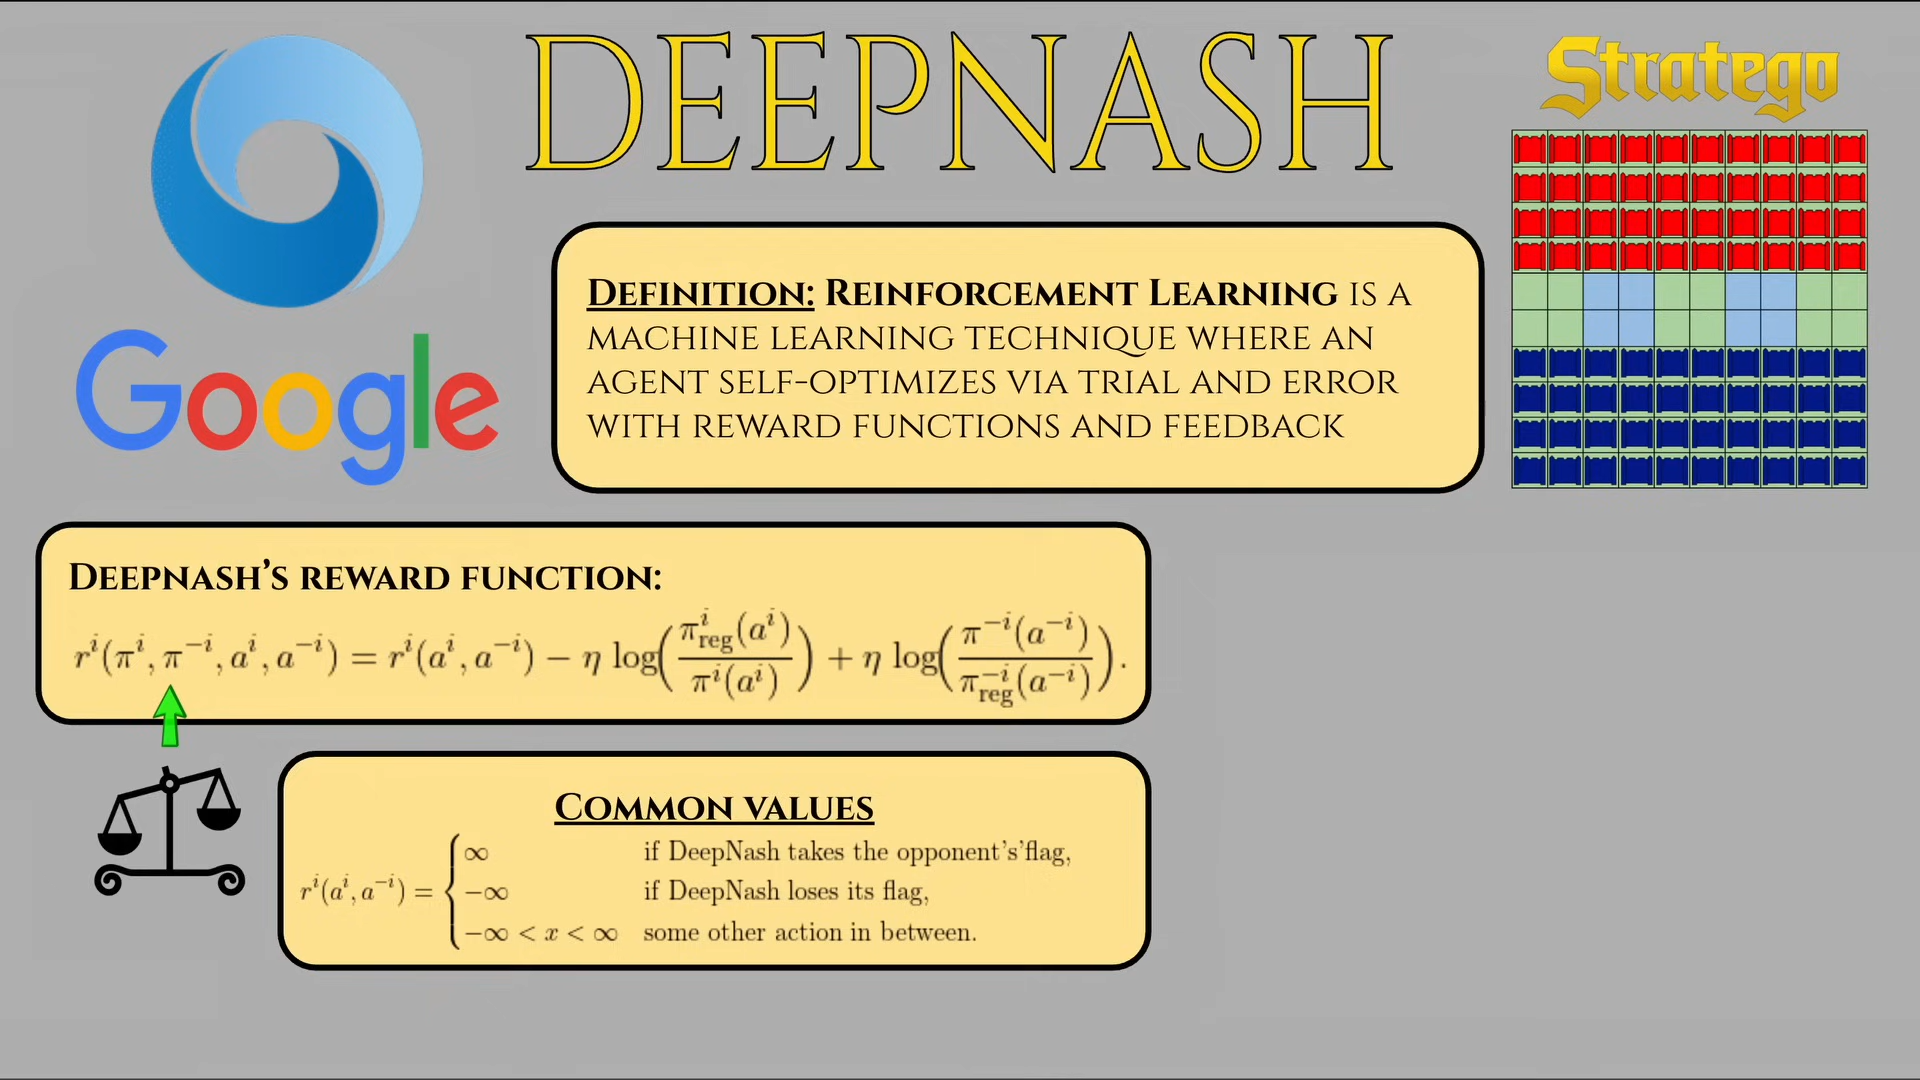 DEEPNASH
Stratego
Google
Definition: Reinforcement Learning is a
machine learning technique where an
agent self-optimizes via trial and error
with reward functions and feedback
Deepnash’s reward function:
r^i(π^i, π^{-i}, a^i, a^{-i}) = r^i(a^i, a^{-i}) − η log(π^i_reg(a^i) / π^i(a^i)) + η log(π^{-i}(a^{-i}) / π^{-i}_reg(a^{-i})).
Common values
r^i(a^i, a^{-i}) = { ∞ if DeepNash takes the opponent's'flag,
−∞ if DeepNash loses its flag,
−∞ < x < ∞ some other action in between.